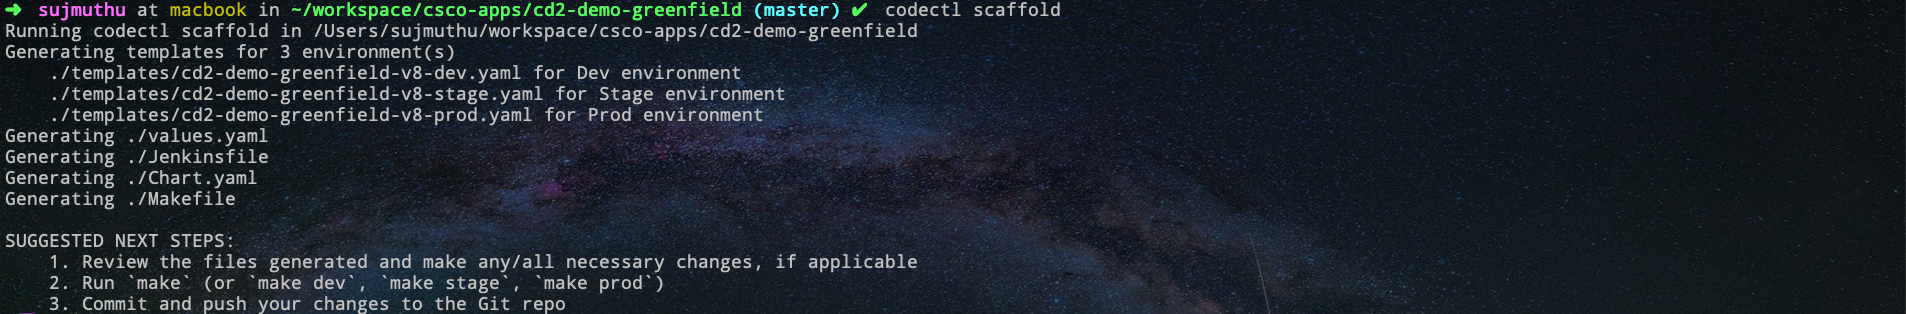 ➜ sujmuthu at macbook in ~/workspace/csco-apps/cd2-demo-greenfield (master) ✔ codectl scaffold
Running codectl scaffold in /Users/sujmuthu/workspace/csco-apps/cd2-demo-greenfield
Generating templates for 3 environment(s)
    ./templates/cd2-demo-greenfield-v8-dev.yaml for Dev environment
    ./templates/cd2-demo-greenfield-v8-stage.yaml for Stage environment
    ./templates/cd2-demo-greenfield-v8-prod.yaml for Prod environment
Generating ./values.yaml
Generating ./Jenkinsfile
Generating ./Chart.yaml
Generating ./Makefile

SUGGESTED NEXT STEPS:
    1. Review the files generated and make any/all necessary changes, if applicable
    2. Run `make` (or `make dev`, `make stage`, `make prod`)
    3. Commit and push your changes to the Git repo